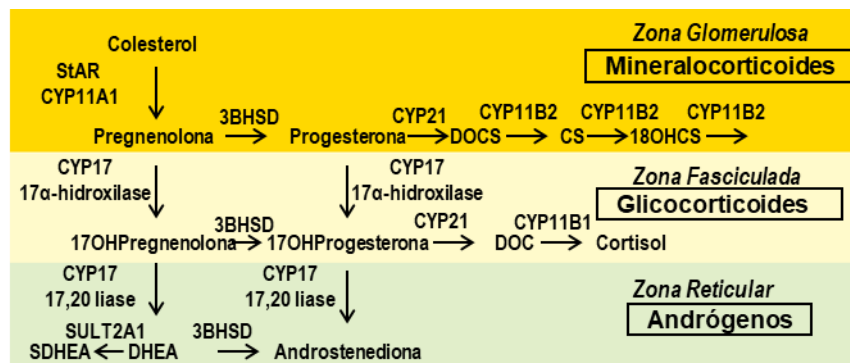 Zona Glomerulosa
Colesterol
Mineralocorticoides
StAR
CYP11A1
3BHSD CYP21 CYP11B2 CYP11B2 CYP11B2
Pregnenolona Progesterona DOCS CS 18OHCS
CYP17 CYP17
17α-hidroxilase 17α-hidroxilase
Zona Fasciculada
Glicocorticoides
3BHSD CYP21 CYP11B1
17OHPregnenolona 17OHProgesterona DOC Cortisol
CYP17 CYP17
17,20 liase 17,20 liase
Zona Reticular
Andrógenos
SULT2A1 3BHSD
SDHEA DHEA Androstenediona